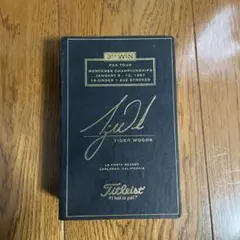 3RD WIN
PGA TOUR
MERCEDES CHAMPIONSHIPS
JANUARY 9 - 12, 1997
14-UNDER / 202 STROKES
TIGER WOODS
LA COSTA RESORT
CARLSBAD, CALIFORNIA
Titleist
#1 ball in golf.